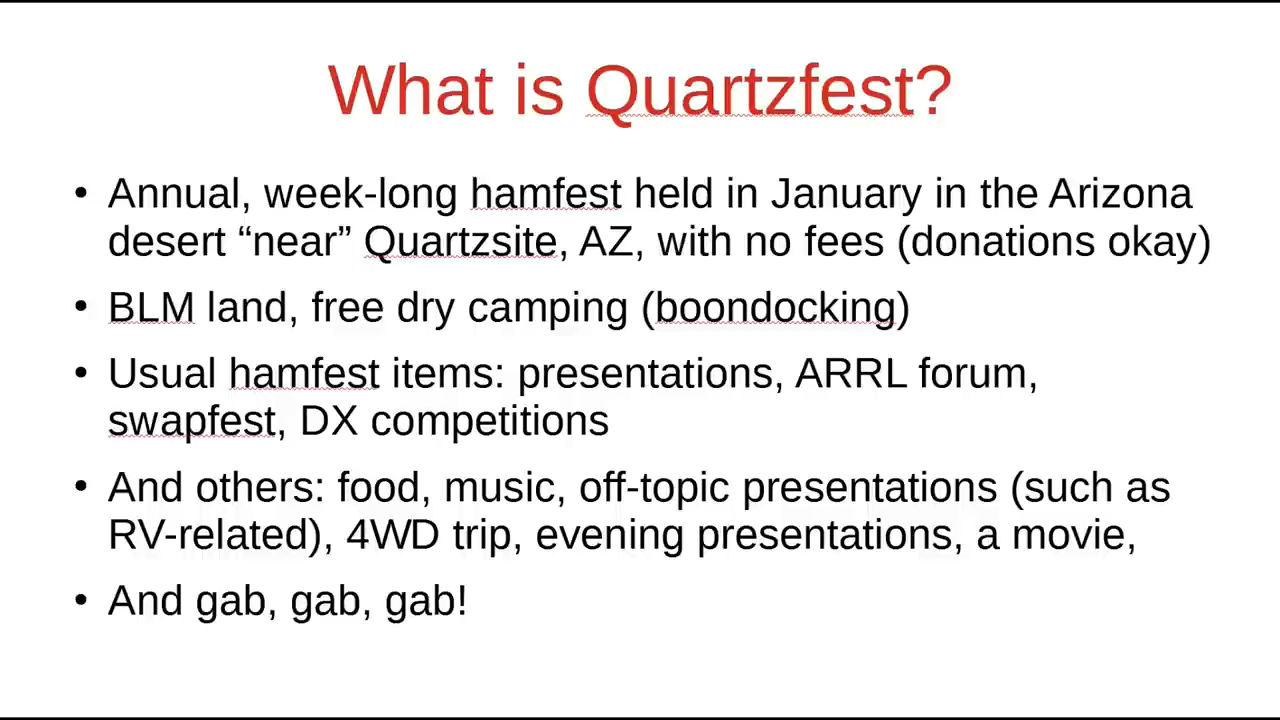 What is Quartzfest?
• Annual, week-long hamfest held in January in the Arizona
desert “near” Quartzsite, AZ, with no fees (donations okay)
• BLM land, free dry camping (boondocking)
• Usual hamfest items: presentations, ARRL forum,
swapfest, DX competitions
• And others: food, music, off-topic presentations (such as
RV-related), 4WD trip, evening presentations, a movie,
• And gab, gab, gab!